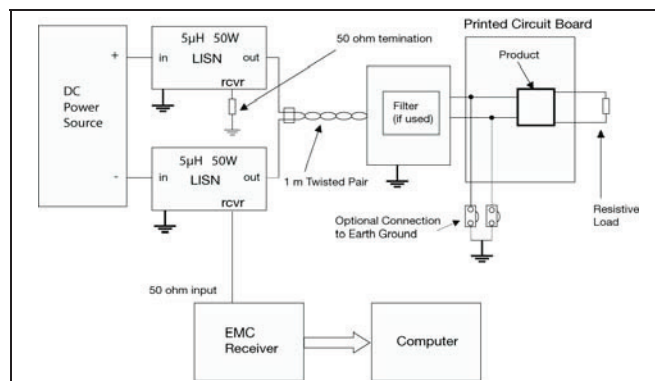 Printed Circuit Board
5μH 50W
LISN
in
out
rcvr
50 ohm temination
Product
+
DC
Power
Source
-
Filter
(if used)
5μH 50W
LISN
in
out
rcvr
1 m Twisted Pair
Optional Connection
to Earth Ground
Resistive
Load
50 ohm input
EMC
Receiver
Computer